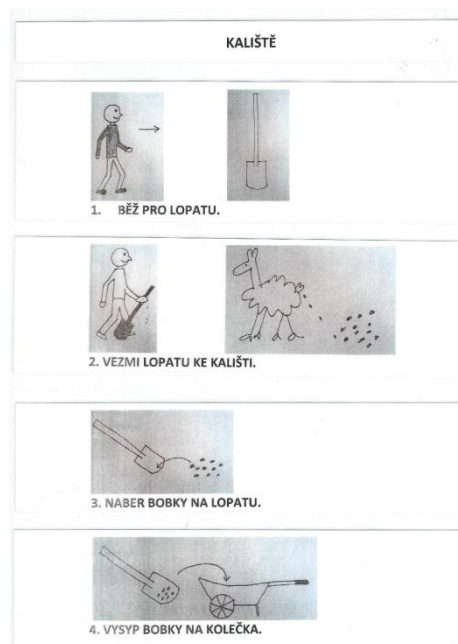 KALIŠTĚ
1. BĚŽ PRO LOPATU.
2. VEZMI LOPATU KE KALIŠTI.
3. NABER BOBKY NA LOPATU.
4. VYSYP BOBKY NA KOLEČKA.